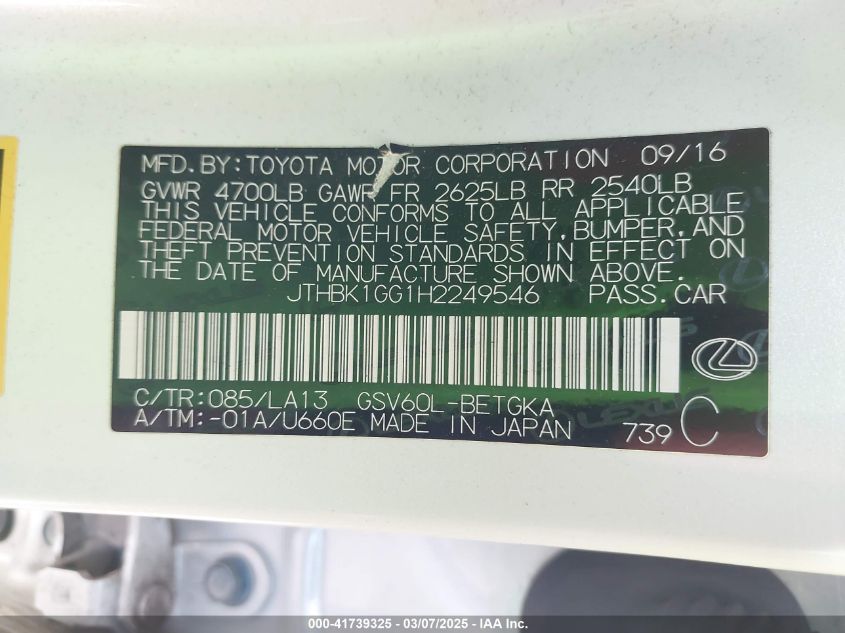 MFD.BY:TOYOTA MOTOR CORPORATION 09/16
GVWR 4700LB GAWR FR 2625LB RR 2540LB
THIS VEHICLE CONFORMS TO ALL APPLICABLE
FEDERAL MOTOR VEHICLE SAFETY,BUMPER,AND
THEFT PREVENTION STANDARDS IN EFFECT ON
THE DATE OF MANUFACTURE SHOWN ABOVE.
JTHBK1GG1H2249546 PASS.CAR
C/TR:085/LA13 GSV60L-BETGKA
A/TM:-01A/U660E MADE IN JAPAN 739 C
LEXUS
000-41739325 - 03/07/2025 - IAA Inc.